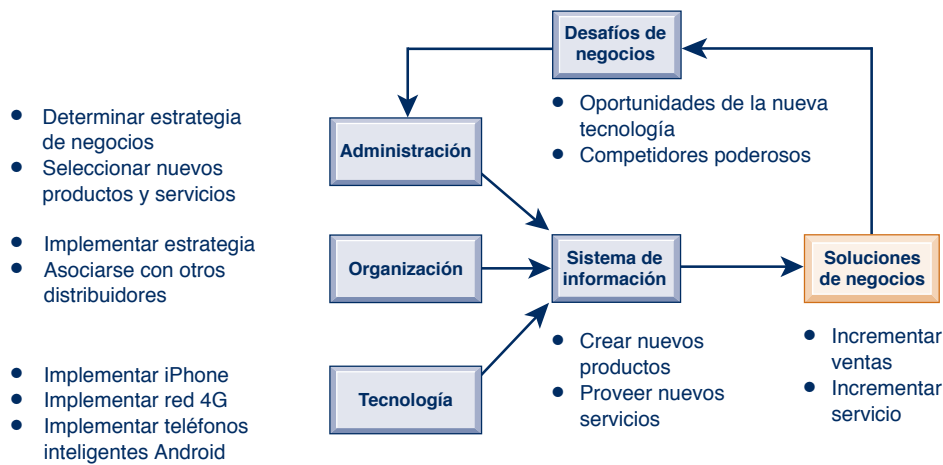 Desafíos de
negocios
• Oportunidades de la nueva
tecnología
• Competidores poderosos
• Determinar estrategia
de negocios
• Seleccionar nuevos
productos y servicios
Administración
• Implementar estrategia
• Asociarse con otros
distribuidores
Organización
Sistema de
información
Soluciones
de negocios
• Crear nuevos
productos
• Proveer nuevos
servicios
• Incrementar
ventas
• Incrementar
servicio
• Implementar iPhone
• Implementar red 4G
• Implementar teléfonos
inteligentes Android
Tecnología